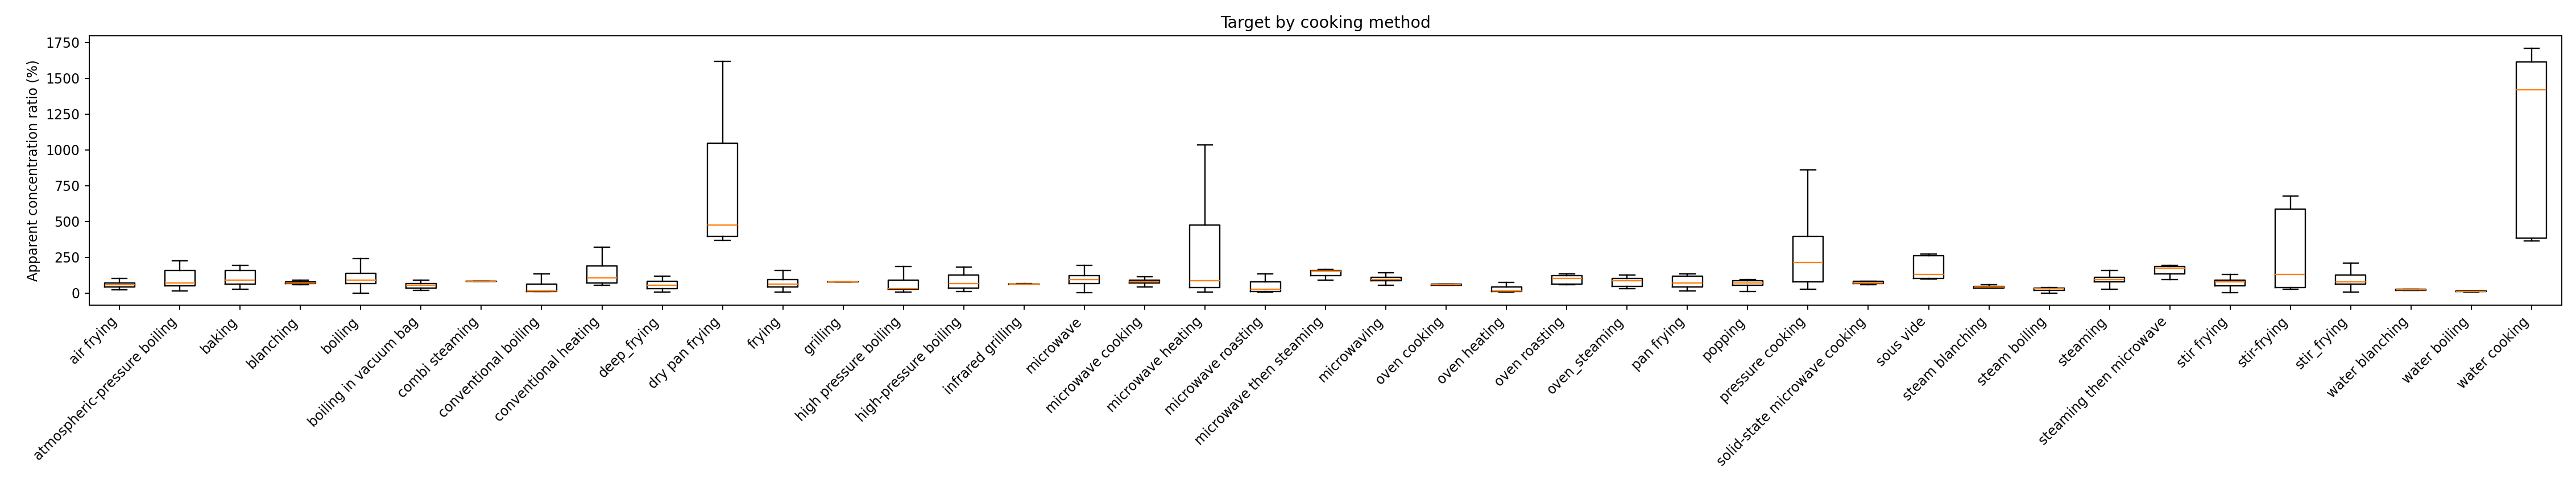 Target by cooking method
Apparent concentration ratio (%)
1750
1500
1250
1000
750
500
250
0
air frying
atmospheric-pressure boiling
baking
blanching
boiling
boiling in vacuum bag
combi steaming
conventional boiling
conventional heating
deep_frying
dry pan frying
frying
grilling
high pressure boiling
high-pressure boiling
infrared grilling
microwave
microwave cooking
microwave heating
microwave roasting
microwave then steaming
microwaving
oven cooking
oven heating
oven roasting
oven_steaming
pan frying
popping
pressure cooking
solid-state microwave cooking
sous vide
steam blanching
steam boiling
steaming
steaming then microwave
stir frying
stir-frying
stir_frying
water blanching
water boiling
water cooking